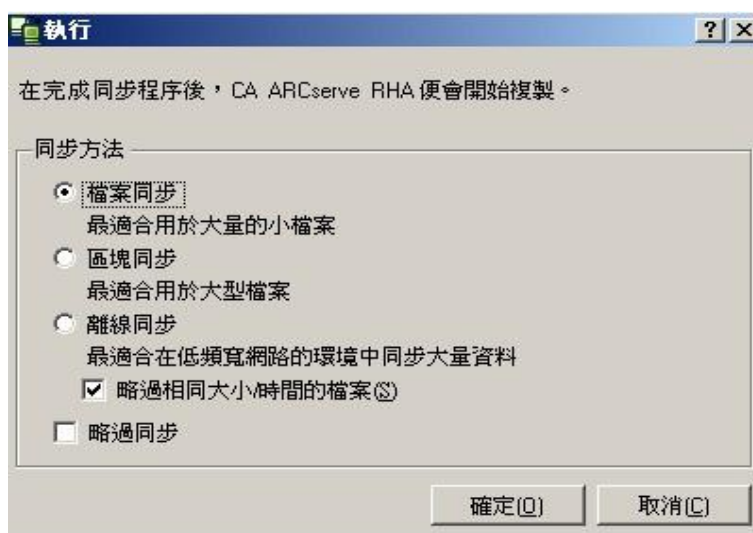 執行
在完成同步程序後，CA ARCserve RHA 便會開始複製。
同步方法
檔案同步
最適合用於大量的小檔案
區塊同步
最適合用於大型檔案
離線同步
最適合在低頻寬網路的環境中同步大量資料
略過相同大小/時間的檔案(S)
略過同步
確定(O) 取消(C)